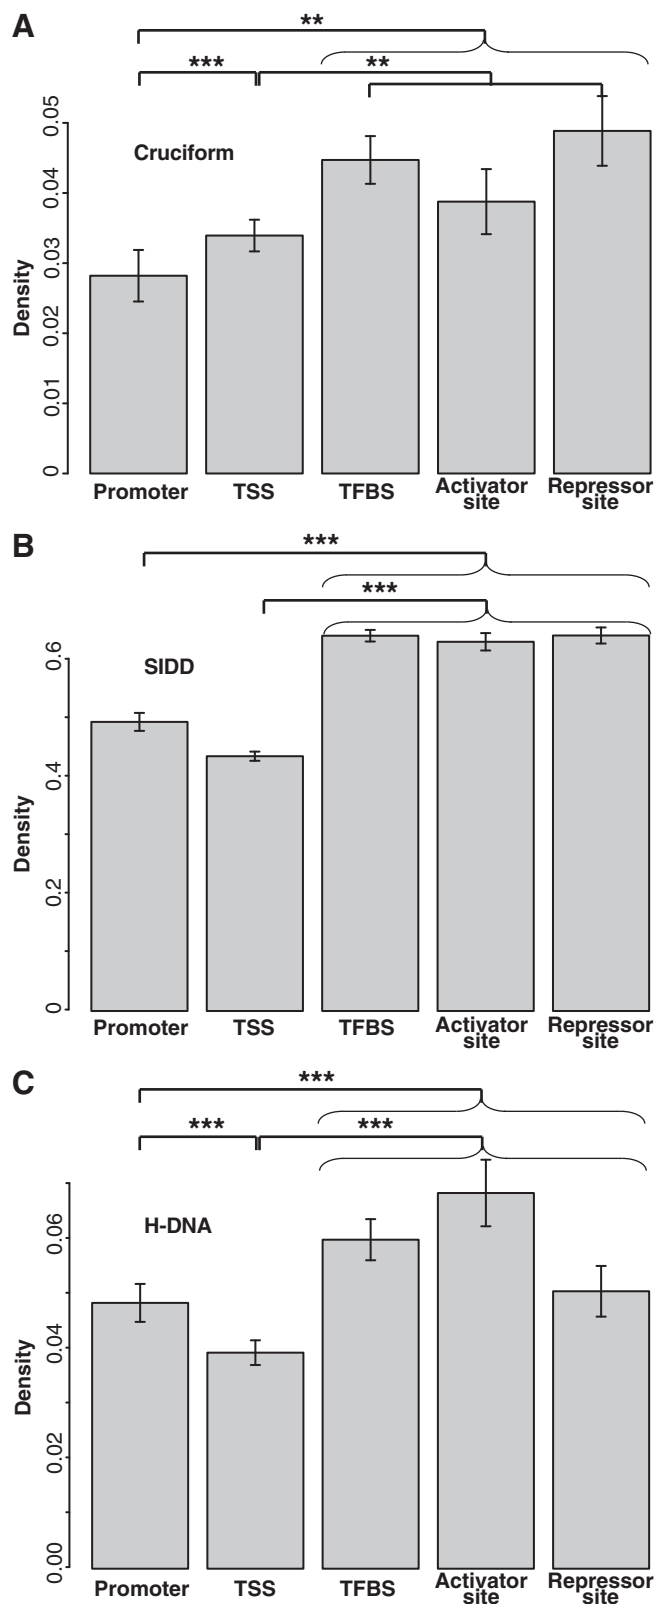 A
**
*** **
0.05
Cruciform
0.04
0.03
Density
0.02
0.01
0
Promoter TSS TFBS Activator site Repressor site
B
***
***
0.6
SIDD
0.4
Density
0.2
0
Promoter TSS TFBS Activator site Repressor site
C
***
*** ***
H-DNA
0.06
0.04
Density
0.02
0.00
Promoter TSS TFBS Activator site Repressor site